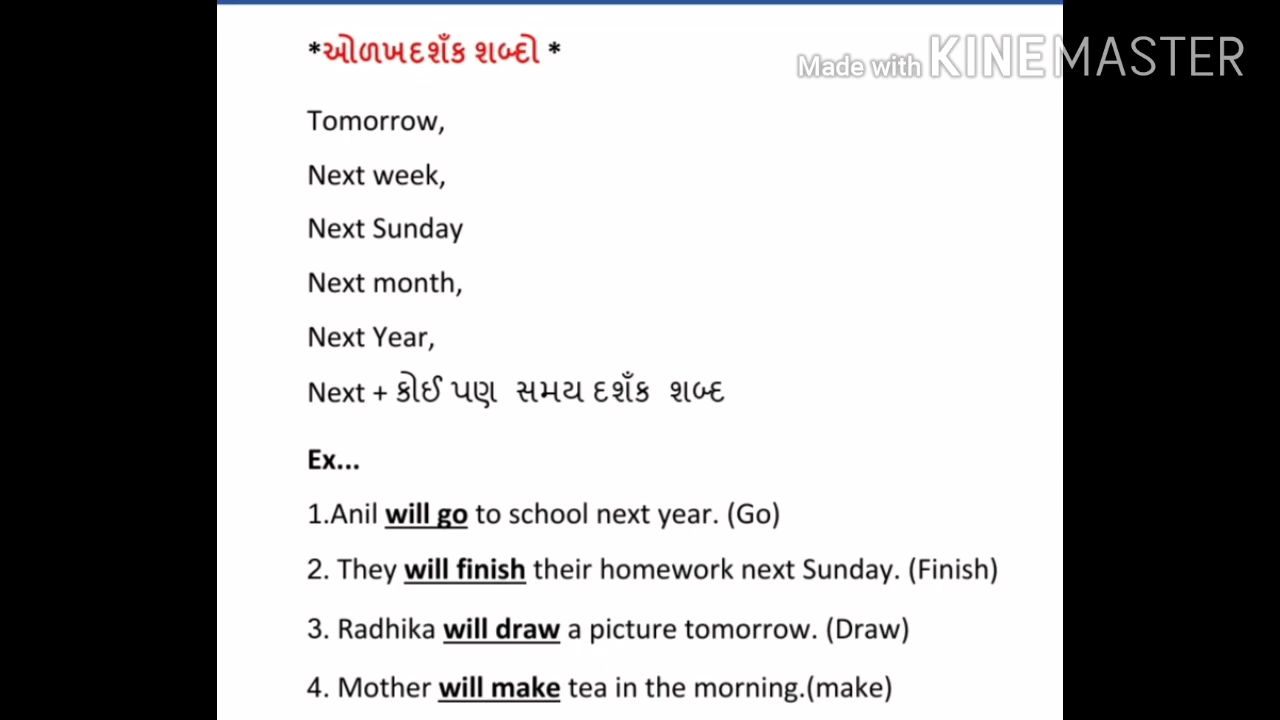 *ઓળખદર્શઁક શબ્દો *
Made with KINEMASTER
Tomorrow,
Next week,
Next Sunday
Next month,
Next Year,
Next + કોઈ પણ સમય દર્શઁક શબ્દ
Ex...
1.Anil will go to school next year. (Go)
2. They will finish their homework next Sunday. (Finish)
3. Radhika will draw a picture tomorrow. (Draw)
4. Mother will make tea in the morning.(make)